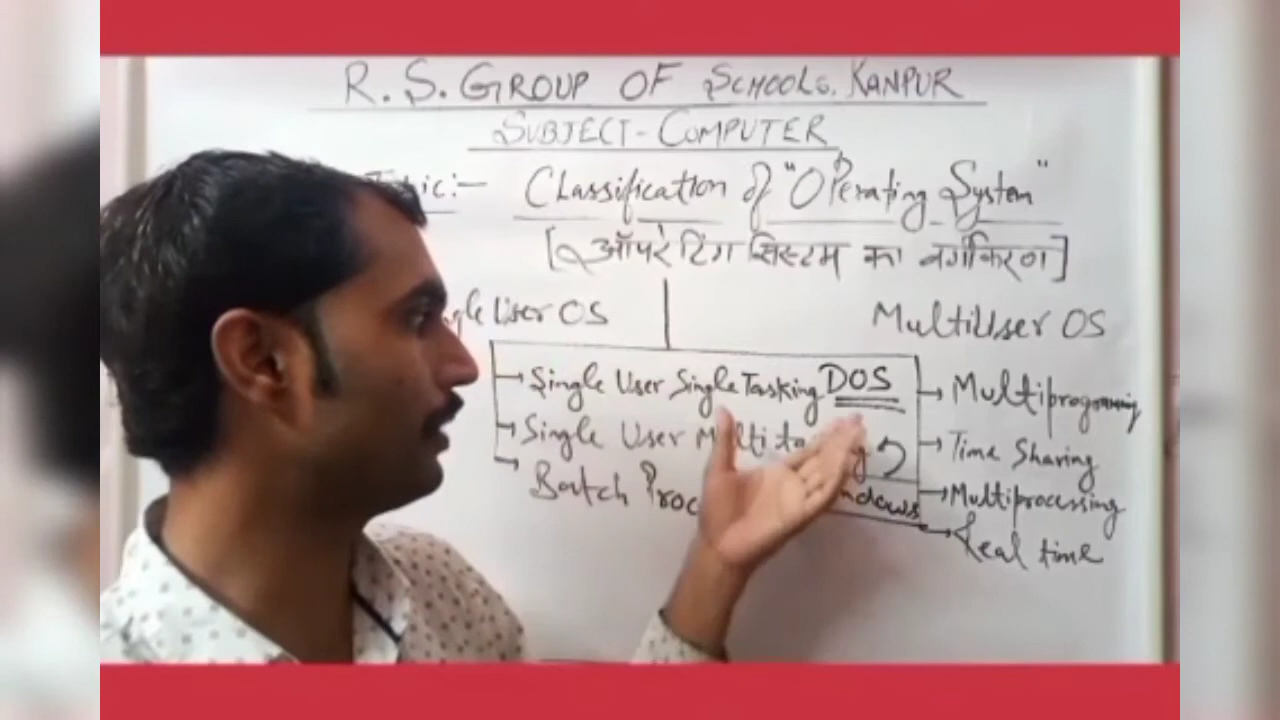 R. S. GROUP OF SCHOOLS, KANPUR
SUBJECT - COMPUTER
:- Classification of "Operating System"
[ऑपरेटिंग सिस्टम का वर्गीकरण]
User OS
MultiUser OS
Single User Single Tasking DOS
Single User
Batch
Multiprograming
Time Sharing
Multiprocessing
Real time